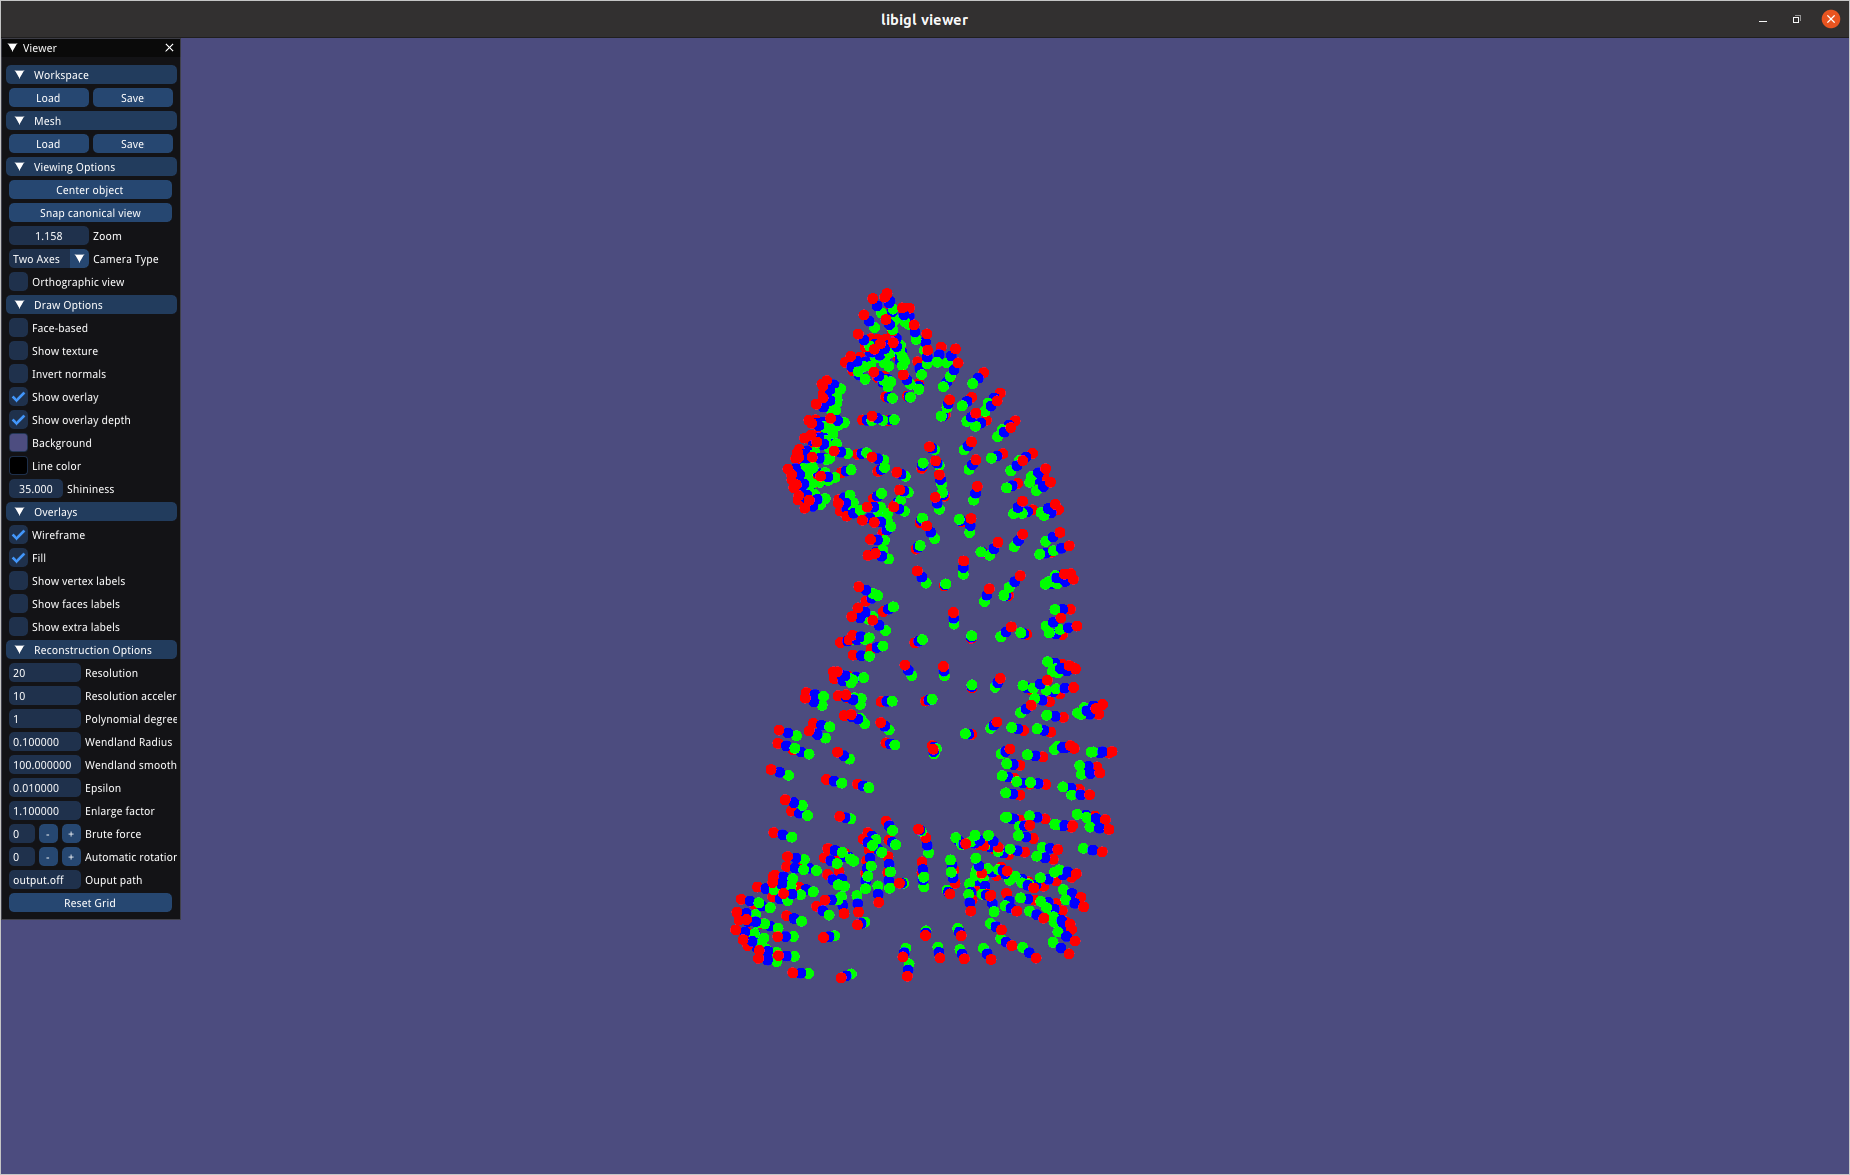 libigl viewer
Viewer
Workspace
Load Save
Mesh
Load Save
Viewing Options
Center object
Snap canonical view
1.158 Zoom
Two Axes Camera Type
Orthographic view
Draw Options
Face-based
Show texture
Invert normals
Show overlay
Show overlay depth
Background
Line color
35.000 Shininess
Overlays
Wireframe
Fill
Show vertex labels
Show faces labels
Show extra labels
Reconstruction Options
20 Resolution
10 Resolution acceler
1 Polynomial degree
0.100000 Wendland Radius
100.000000 Wendland smooth
0.010000 Epsilon
1.100000 Enlarge factor
0 - + Brute force
0 - + Automatic rotation
output.off Ouput path
Reset Grid